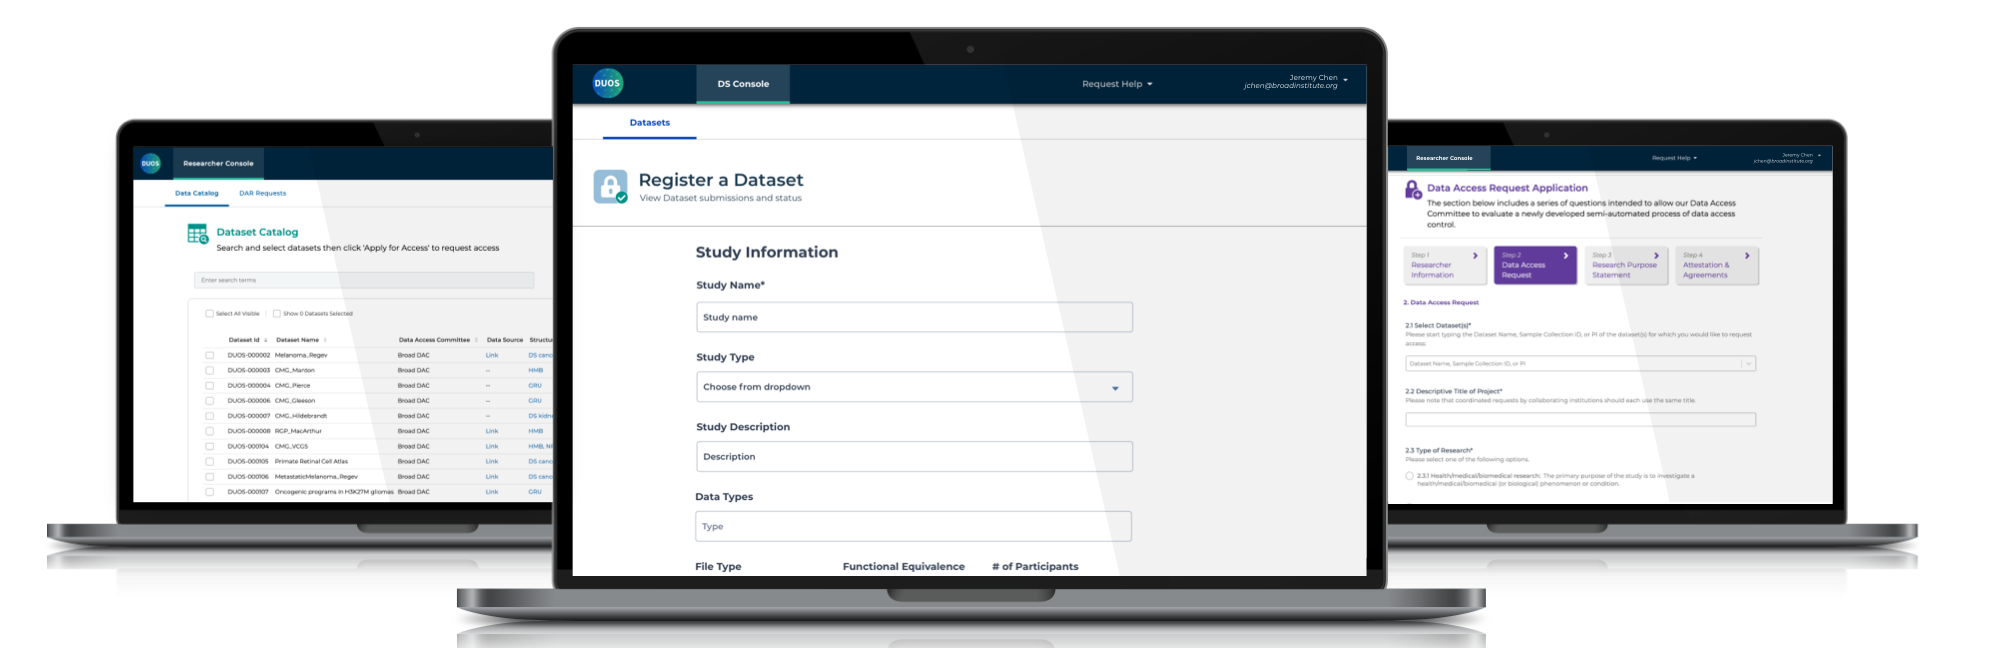 DUOS
Researcher Console
Data Catalog
DAR Requests
Dataset Catalog
Search and select datasets then click 'Apply for Access' to request access
Enter search terms
Select All Visible
Show 0 Datasets Selected
Dataset Id Dataset Name Data Access Committee Data Source
DUOS-000002 Melanoma_Regev Broad DAC Link DS
DUOS-000003 CMG_Manton Broad DAC -- HMB
DUOS-000004 CMG_Pierce Broad DAC -- GRU
DUOS-000006 CMG_Gleeson Broad DAC -- GRU
DUOS-000007 CMG_Hildebrandt Broad DAC -- DS
DUOS-000008 RGP_MacArthur Broad DAC Link HMB
DUOS-000104 CMG_VCGS Broad DAC Link HMB,
DUOS-000105 Primate Retinal Cell Atlas Broad DAC Link DS
DUOS-000106 MetastaticMelanoma_Regev Broad DAC Link DS
DUOS-000107 Oncogenic programs in H3K27M gliomas Broad DAC Link GRU
DUOS
DS Console
Request Help
Jeremy Chen
jchen@broadinstitute.org
Datasets
Register a Dataset
View Dataset submissions and status
Study Information
Study Name*
Study name
Study Type
Choose from dropdown
Study Description
Description
Data Types
Type
File Type Functional Equivalence # of Participants
Researcher Console
Request Help
Jeremy Chen
jchen@broadinstitute.org
Data Access Request Application
The section below includes a series of questions intended to allow our Data Access
Committee to evaluate a newly developed semi-automated process of data access
control.
Step 1
Researcher
Information
Step 2
Data Access
Request
Step 3
Research Purpose
Statement
Step 4
Attestation &
Agreements
2. Data Access Request
2.1 Select Dataset(s)*
Please start typing the Dataset Name, Sample Collection ID, or PI of the dataset(s) for which you would like to request
access:
Dataset Name, Sample Collection ID, or PI
2.2 Descriptive Title of Project*
Please note that coordinated requests by collaborating institutions should each use the same title.
2.3 Type of Research*
Please select one of the following options.
2.3.1 Health/medical/biomedical research: The primary purpose of the study is to investigate a
health/medical/biomedical (or biological) phenomenon or condition.